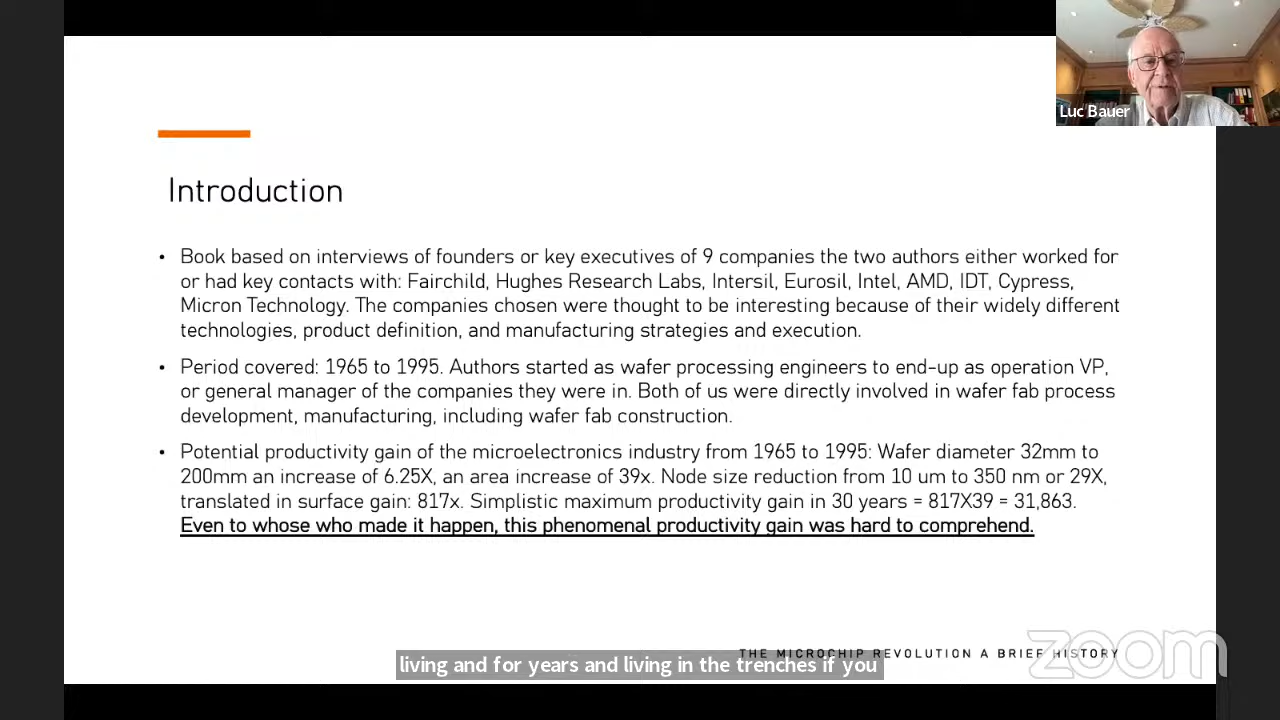 Luc Bauer
Introduction
• Book based on interviews of founders or key executives of 9 companies the two authors either worked for
or had key contacts with: Fairchild, Hughes Research Labs, Intersil, Eurosil, Intel, AMD, IDT, Cypress,
Micron Technology. The companies chosen were thought to be interesting because of their widely different
technologies, product definition, and manufacturing strategies and execution.
• Period covered: 1965 to 1995. Authors started as wafer processing engineers to end-up as operation VP,
or general manager of the companies they were in. Both of us were directly involved in wafer fab process
development, manufacturing, including wafer fab construction.
• Potential productivity gain of the microelectronics industry from 1965 to 1995: Wafer diameter 32mm to
200mm an increase of 6.25X, an area increase of 39x. Node size reduction from 10 um to 350 nm or 29X,
translated in surface gain: 817x. Simplistic maximum productivity gain in 30 years = 817X39 = 31,863.
Even to whose who made it happen, this phenomenal productivity gain was hard to comprehend.
THE MICROCHIP REVOLUTION A BRIEF HISTORY
living and for years and living in the trenches if you
zoom